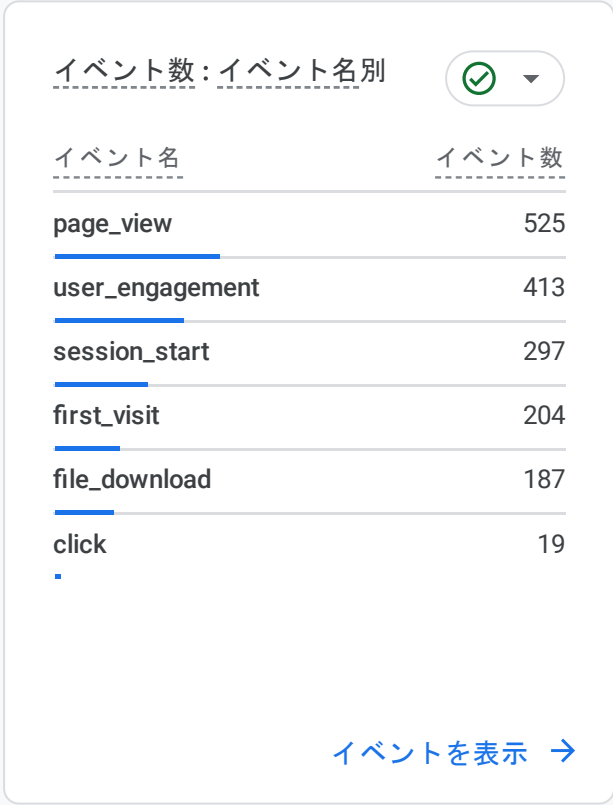 イベント数 : イベント名別
イベント名 イベント数
page_view 525
user_engagement 413
session_start 297
first_visit 204
file_download 187
click 19
イベントを表示